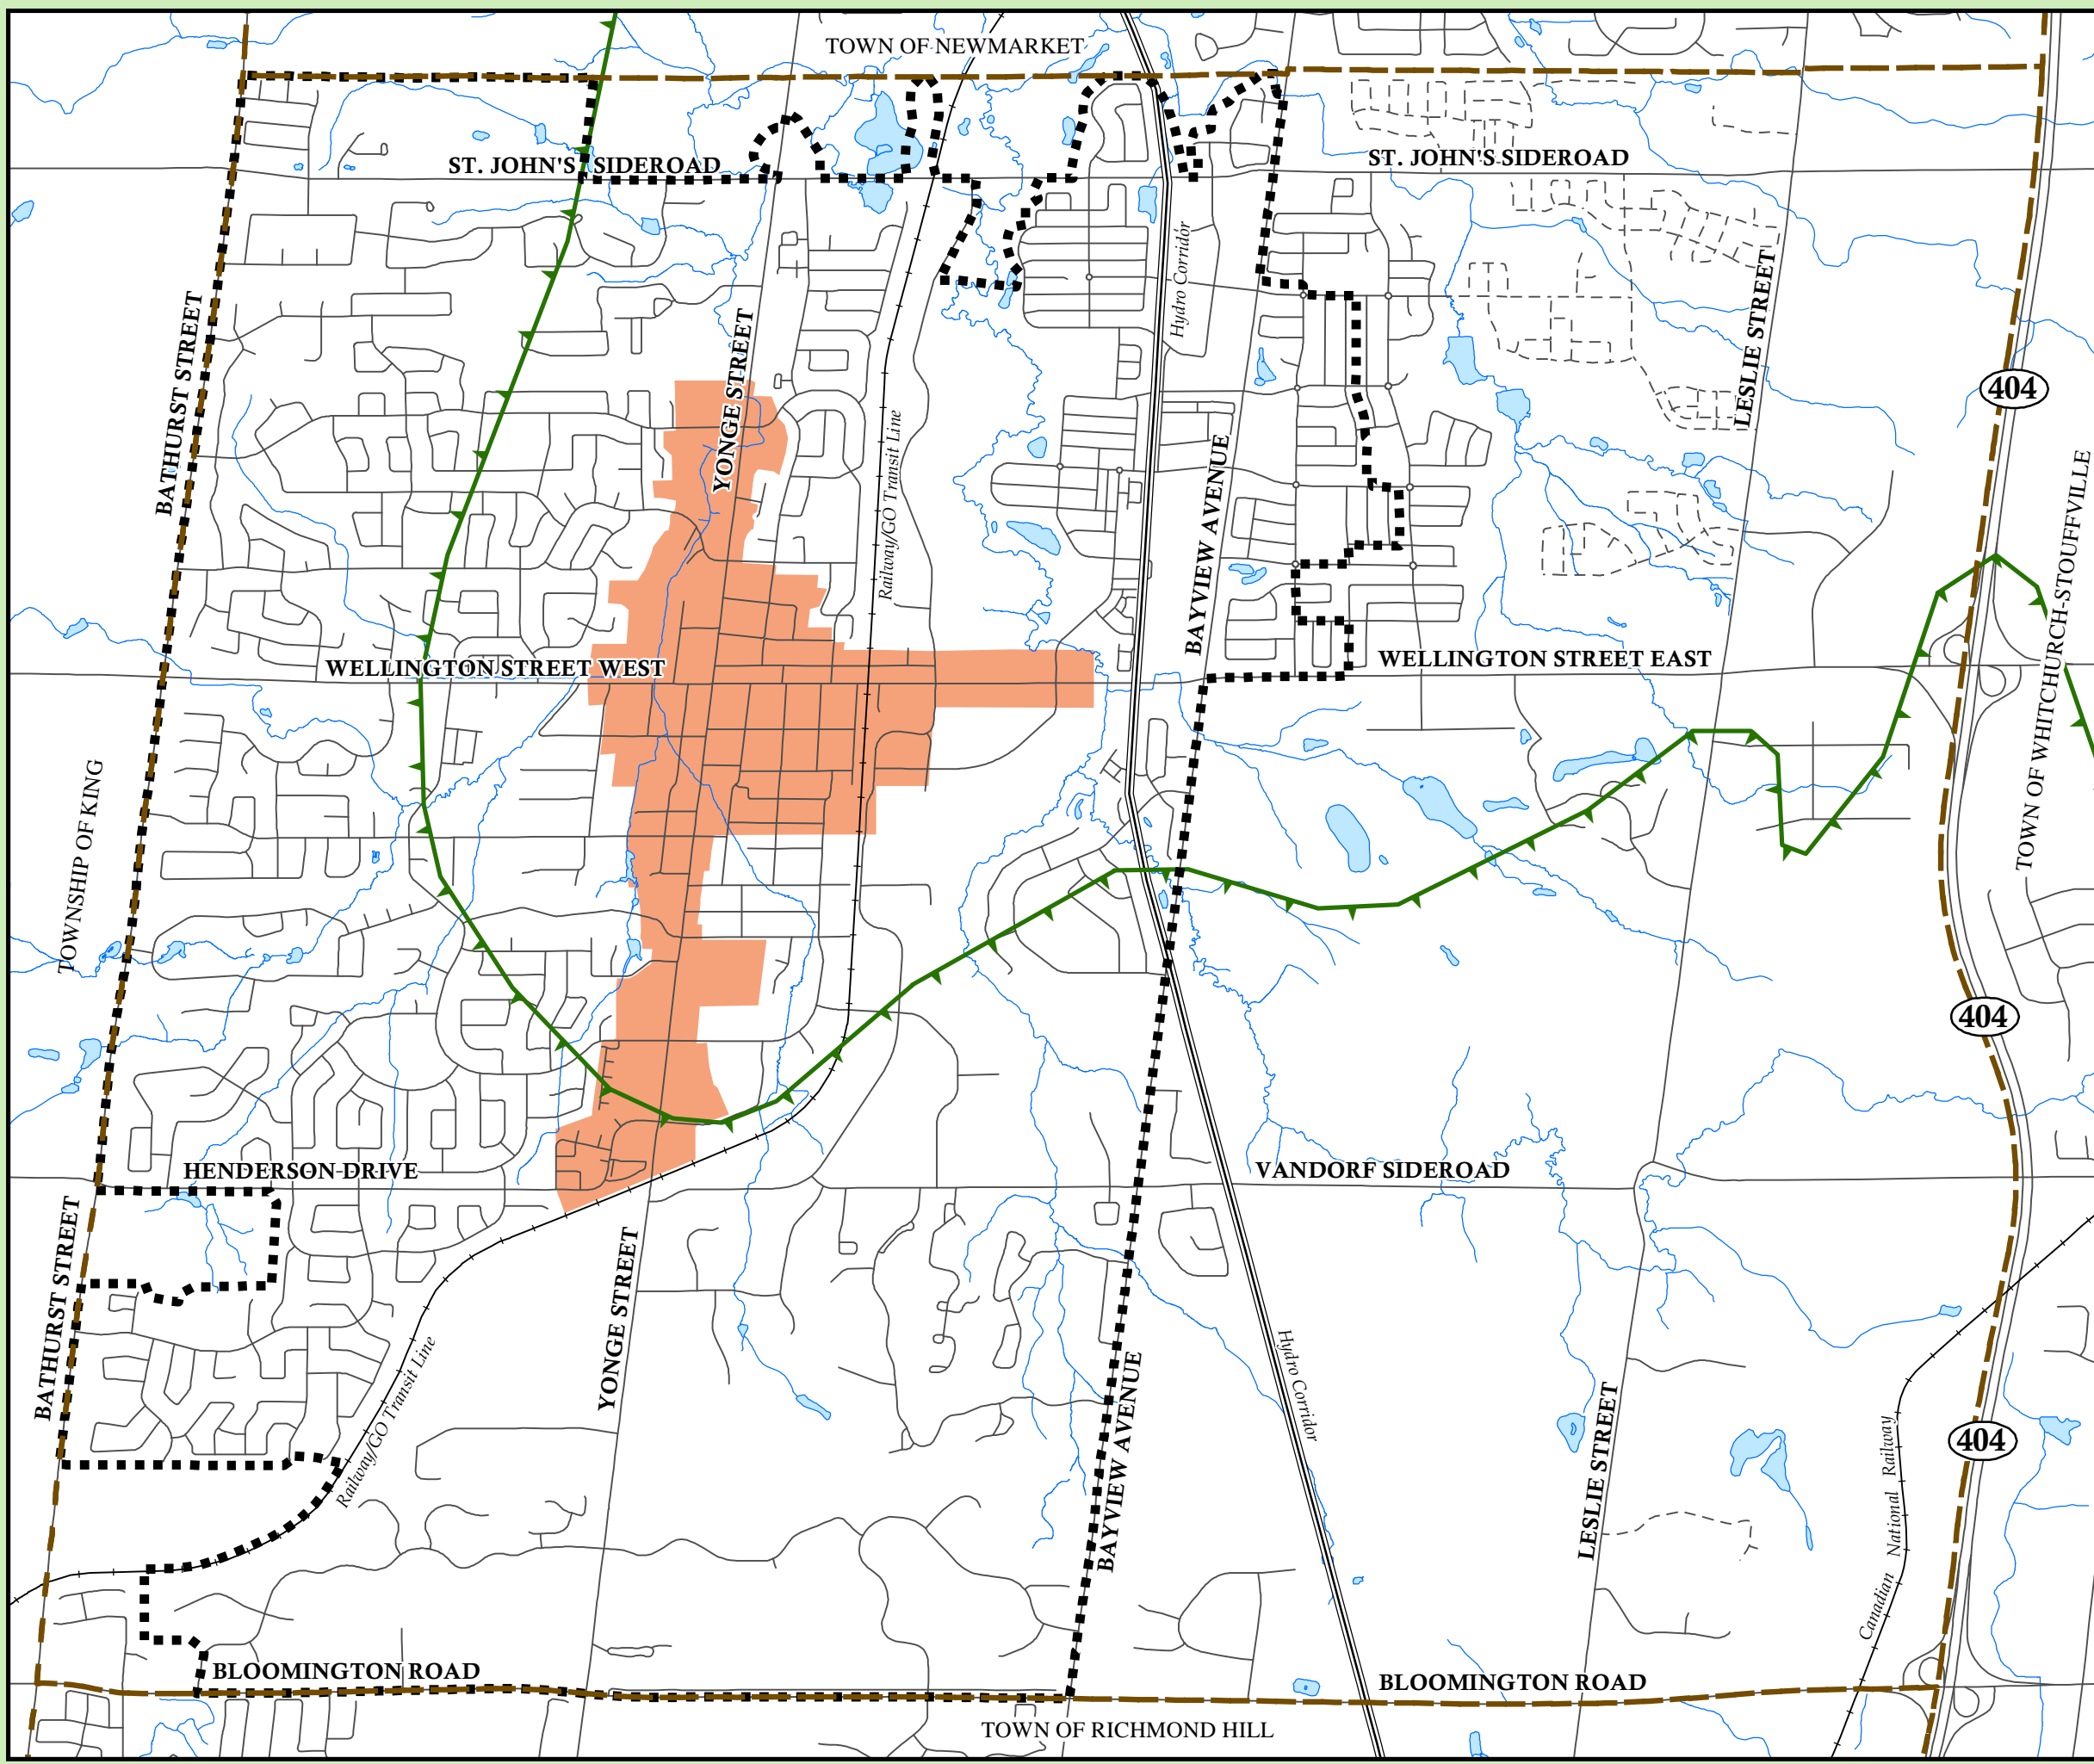 TOWN OF NEWMARKET
ST. JOHN'S SIDEROAD
ST. JOHN'S SIDEROAD
Hydro Corridor
LESLIE STREET
BATHURST STREET
YONGE STREET
404
Railway/GO Transit Line
BAYVIEW AVENUE
TOWN OF WHITCHURCH-STOUFFVILLE
WELLINGTON STREET WEST
WELLINGTON STREET EAST
TOWNSHIP OF KING
404
HENDERSON DRIVE
VANDORF SIDEROAD
BATHURST STREET
YONGE STREET
Railway/GO Transit Line
BAYVIEW AVENUE
Hydro Corridor
LESLIE STREET
404
Canadian National Railway
BLOOMINGTON ROAD
BLOOMINGTON ROAD
TOWN OF RICHMOND HILL